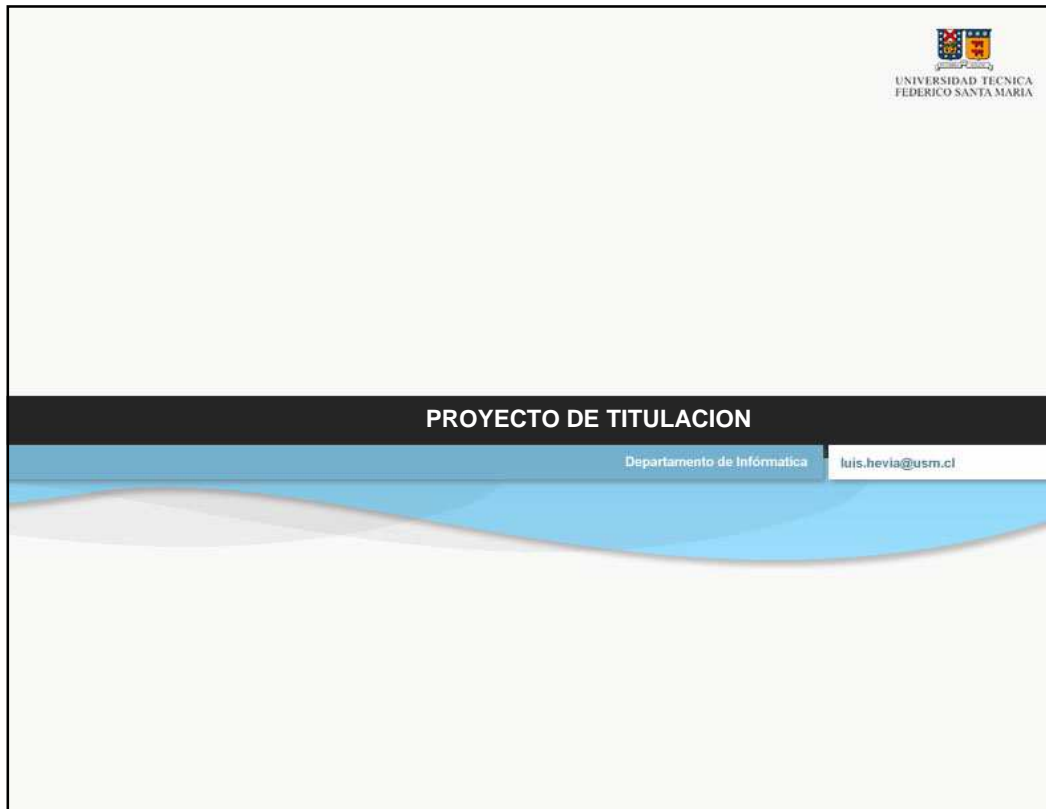 UNIVERSIDAD TECNICA
FEDERICO SANTA MARIA
PROYECTO DE TITULACION
Departamento de Infórmatica
luis.hevia@usm.cl